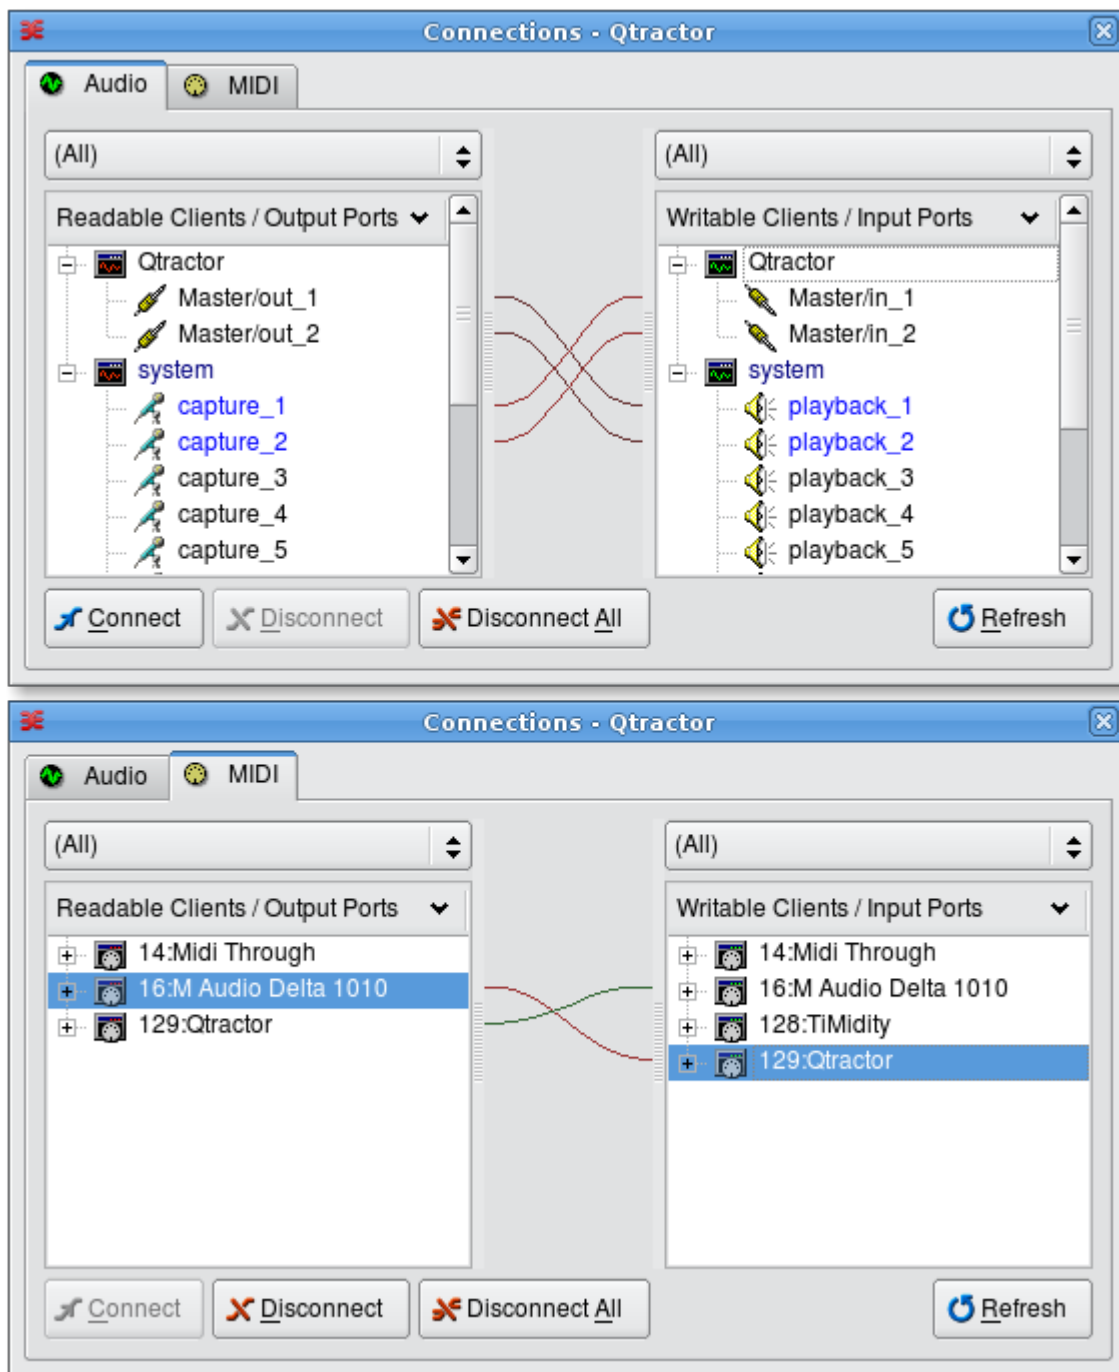 Connections - Qtractor
Audio MIDI
(All) (All)
Readable Clients / Output Ports Writable Clients / Input Ports
Qtractor Qtractor
Master/out_1 Master/in_1
Master/out_2 Master/in_2
system system
capture_1 playback_1
capture_2 playback_2
capture_3 playback_3
capture_4 playback_4
capture_5 playback_5
Connect Disconnect Disconnect All Refresh
Connections - Qtractor
Audio MIDI
(All) (All)
Readable Clients / Output Ports Writable Clients / Input Ports
14:Midi Through 14:Midi Through
16:M Audio Delta 1010 16:M Audio Delta 1010
129:Qtractor 128:TiMidity
129:Qtractor
Connect Disconnect Disconnect All Refresh